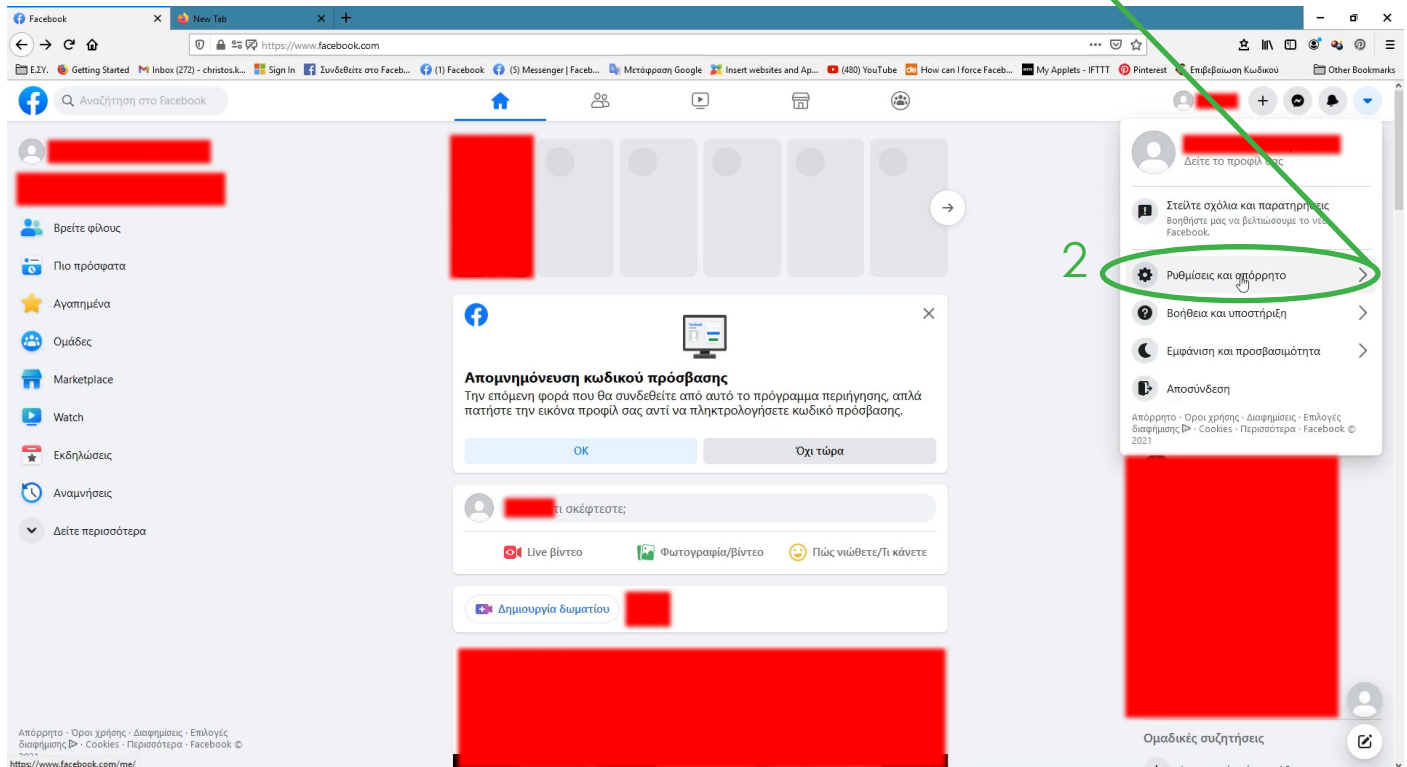 Facebook
New Tab
https://www.facebook.com
Ε.ΣΥ. Getting Started Inbox (272) - christos.k... Sign In Συνδεθείτε στο Faceb... (1) Facebook (5) Messenger | Faceb... Μετάφραση Google Insert websites and Ap... (480) YouTube How can I force Faceb... My Applets - IFTTT Pinterest Επιβεβαίωση Κωδικού Other Bookmarks
Αναζήτηση στο Facebook
Βρείτε φίλους
Πιο πρόσφατα
Αγαπημένα
Ομάδες
Marketplace
Watch
Εκδηλώσεις
Αναμνήσεις
Δείτε περισσότερα
Απόρρητο · Όροι χρήσης · Διαφημίσεις · Επιλογές
διαφήμισης · Cookies · Περισσότερα · Facebook ©
2021
https://www.facebook.com/me/
Απομνημόνευση κωδικού πρόσβασης
Την επόμενη φορά που θα συνδεθείτε από αυτό το πρόγραμμα περιήγησης, απλά
πατήστε την εικόνα προφίλ σας αντί να πληκτρολογήσετε κωδικό πρόσβασης.
OK
Όχι τώρα
τι σκέφτεστε;
Live βίντεο
Φωτογραφία/βίντεο
Πώς νιώθετε/Τι κάνετε
Δημιουργία δωματίου
Δείτε το προφίλ σας
Στείλτε σχόλια και παρατηρήσεις
Βοηθήστε μας να βελτιώσουμε το νέο
Facebook.
2
Ρυθμίσεις και απόρρητο
Βοήθεια και υποστήριξη
Εμφάνιση και προσβασιμότητα
Αποσύνδεση
Απόρρητο · Όροι χρήσης · Διαφημίσεις · Επιλογές
διαφήμισης · Cookies · Περισσότερα · Facebook ©
2021
Ομαδικές συζητήσεις